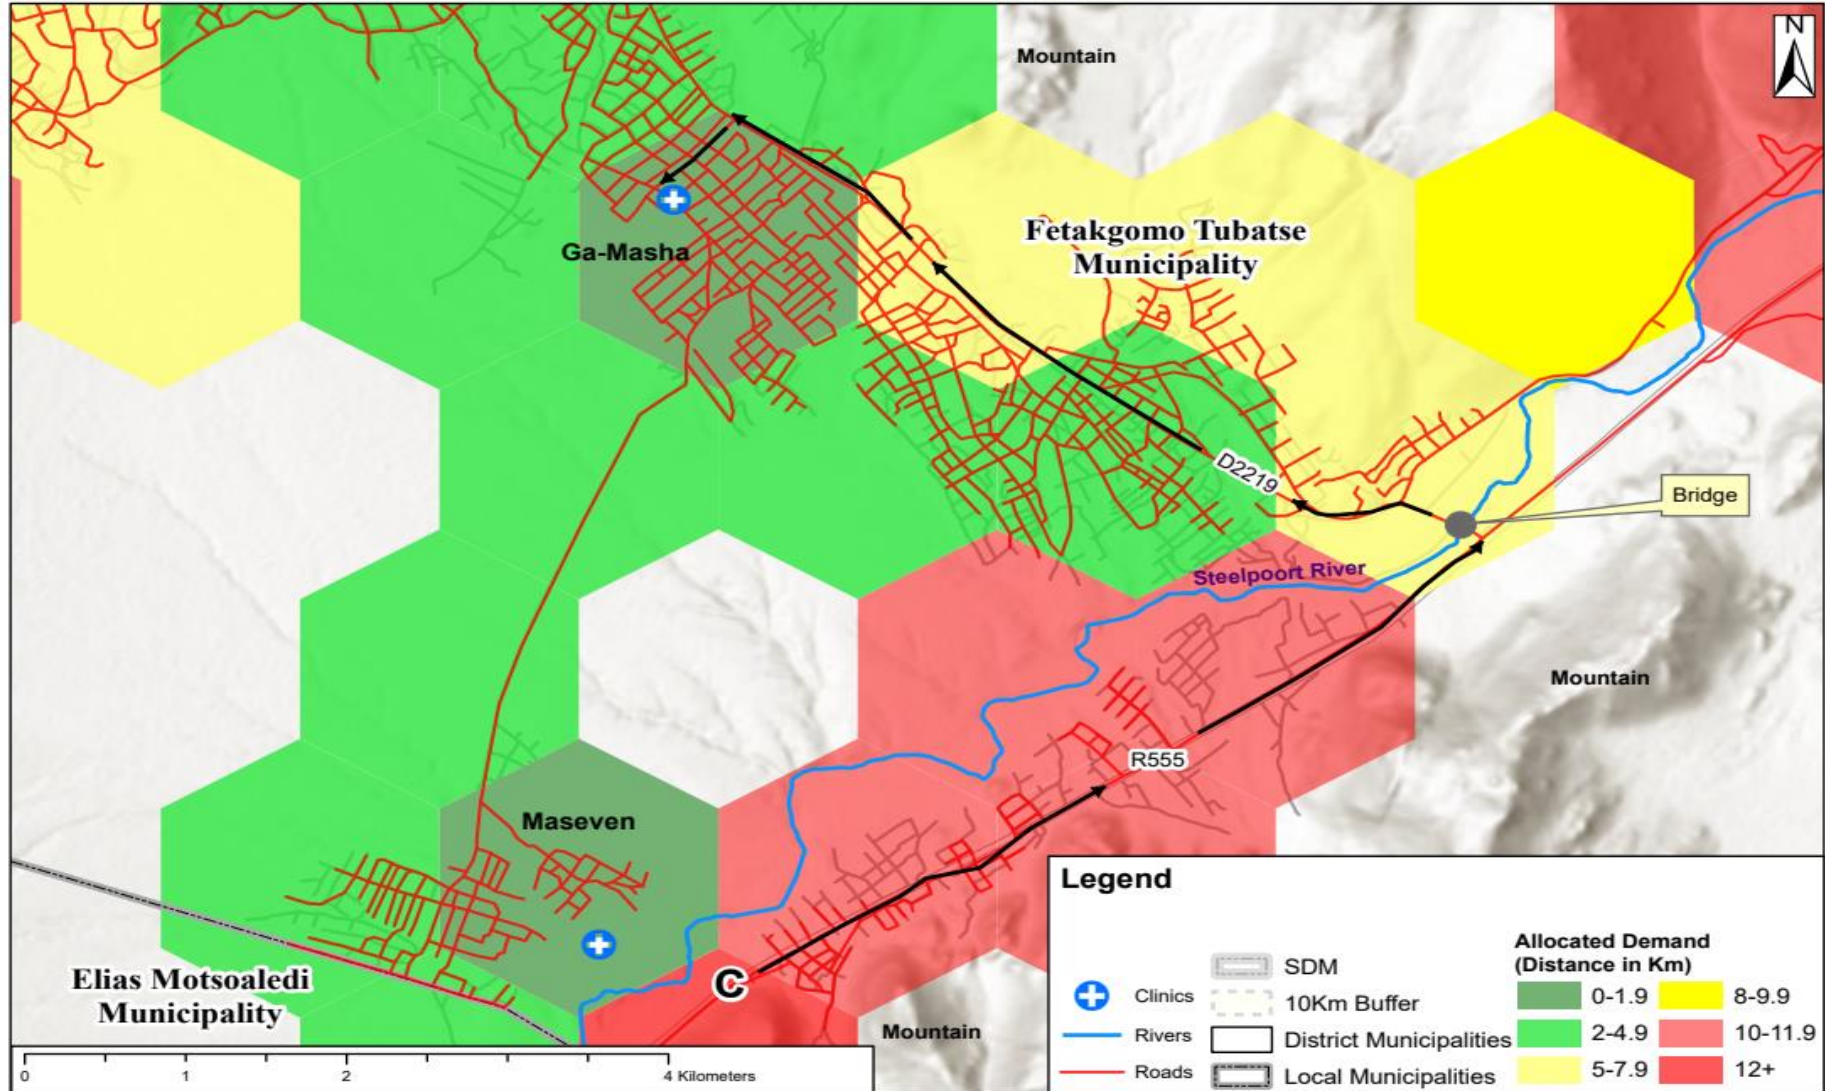 N
Mountain
Fetakgomo Tubatse
Municipality
Ga-Masha
D2219
Bridge
Steelpoort River
Mountain
R555
Maseven
C
Elias Motsoaledi
Municipality
Mountain
Legend
Clinics
Rivers
Roads
SDM
10Km Buffer
District Municipalities
Local Municipalities
Allocated Demand
(Distance in Km)
0-1.9
2-4.9
5-7.9
8-9.9
10-11.9
12+
0 1 2 4 Kilometers